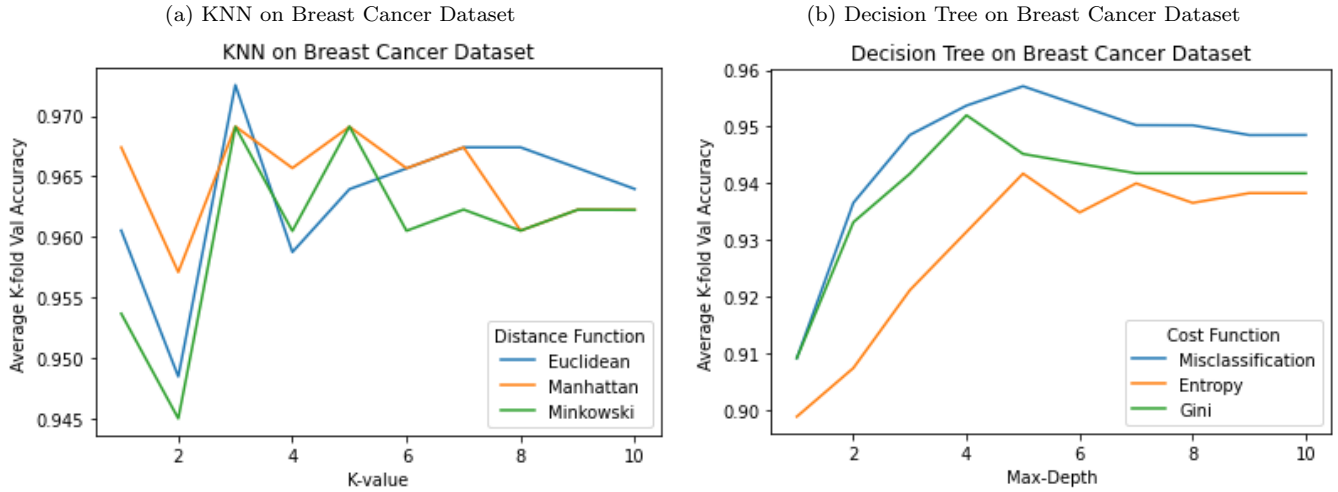 (a) KNN on Breast Cancer Dataset
KNN on Breast Cancer Dataset
Average K-fold Val Accuracy
0.970
0.965
0.960
0.955
0.950
0.945
Distance Function
Euclidean
Manhattan
Minkowski
2 4 6 8 10
K-value
(b) Decision Tree on Breast Cancer Dataset
Decision Tree on Breast Cancer Dataset
Average K-fold Val Accuracy
0.96
0.95
0.94
0.93
0.92
0.91
0.90
Cost Function
Misclassification
Entropy
Gini
2 4 6 8 10
Max-Depth